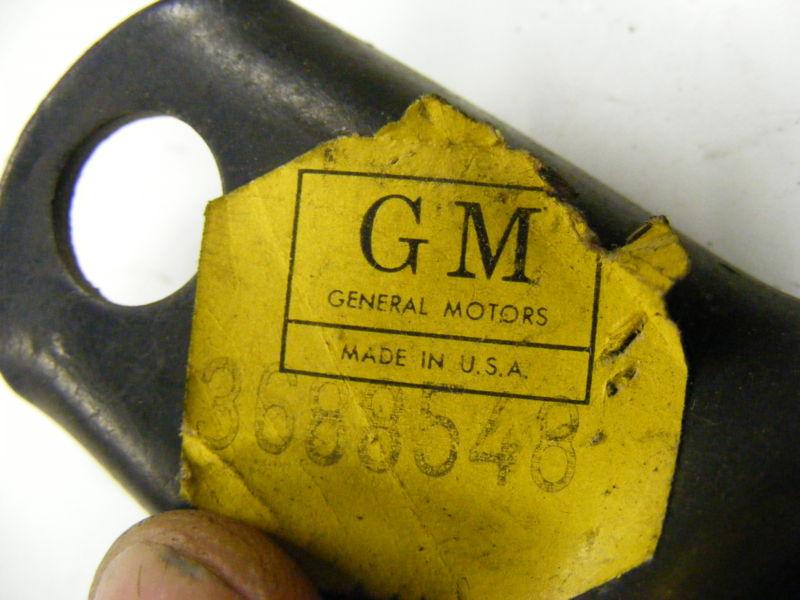 GM
GENERAL MOTORS
MADE IN U.S.A.
3688548